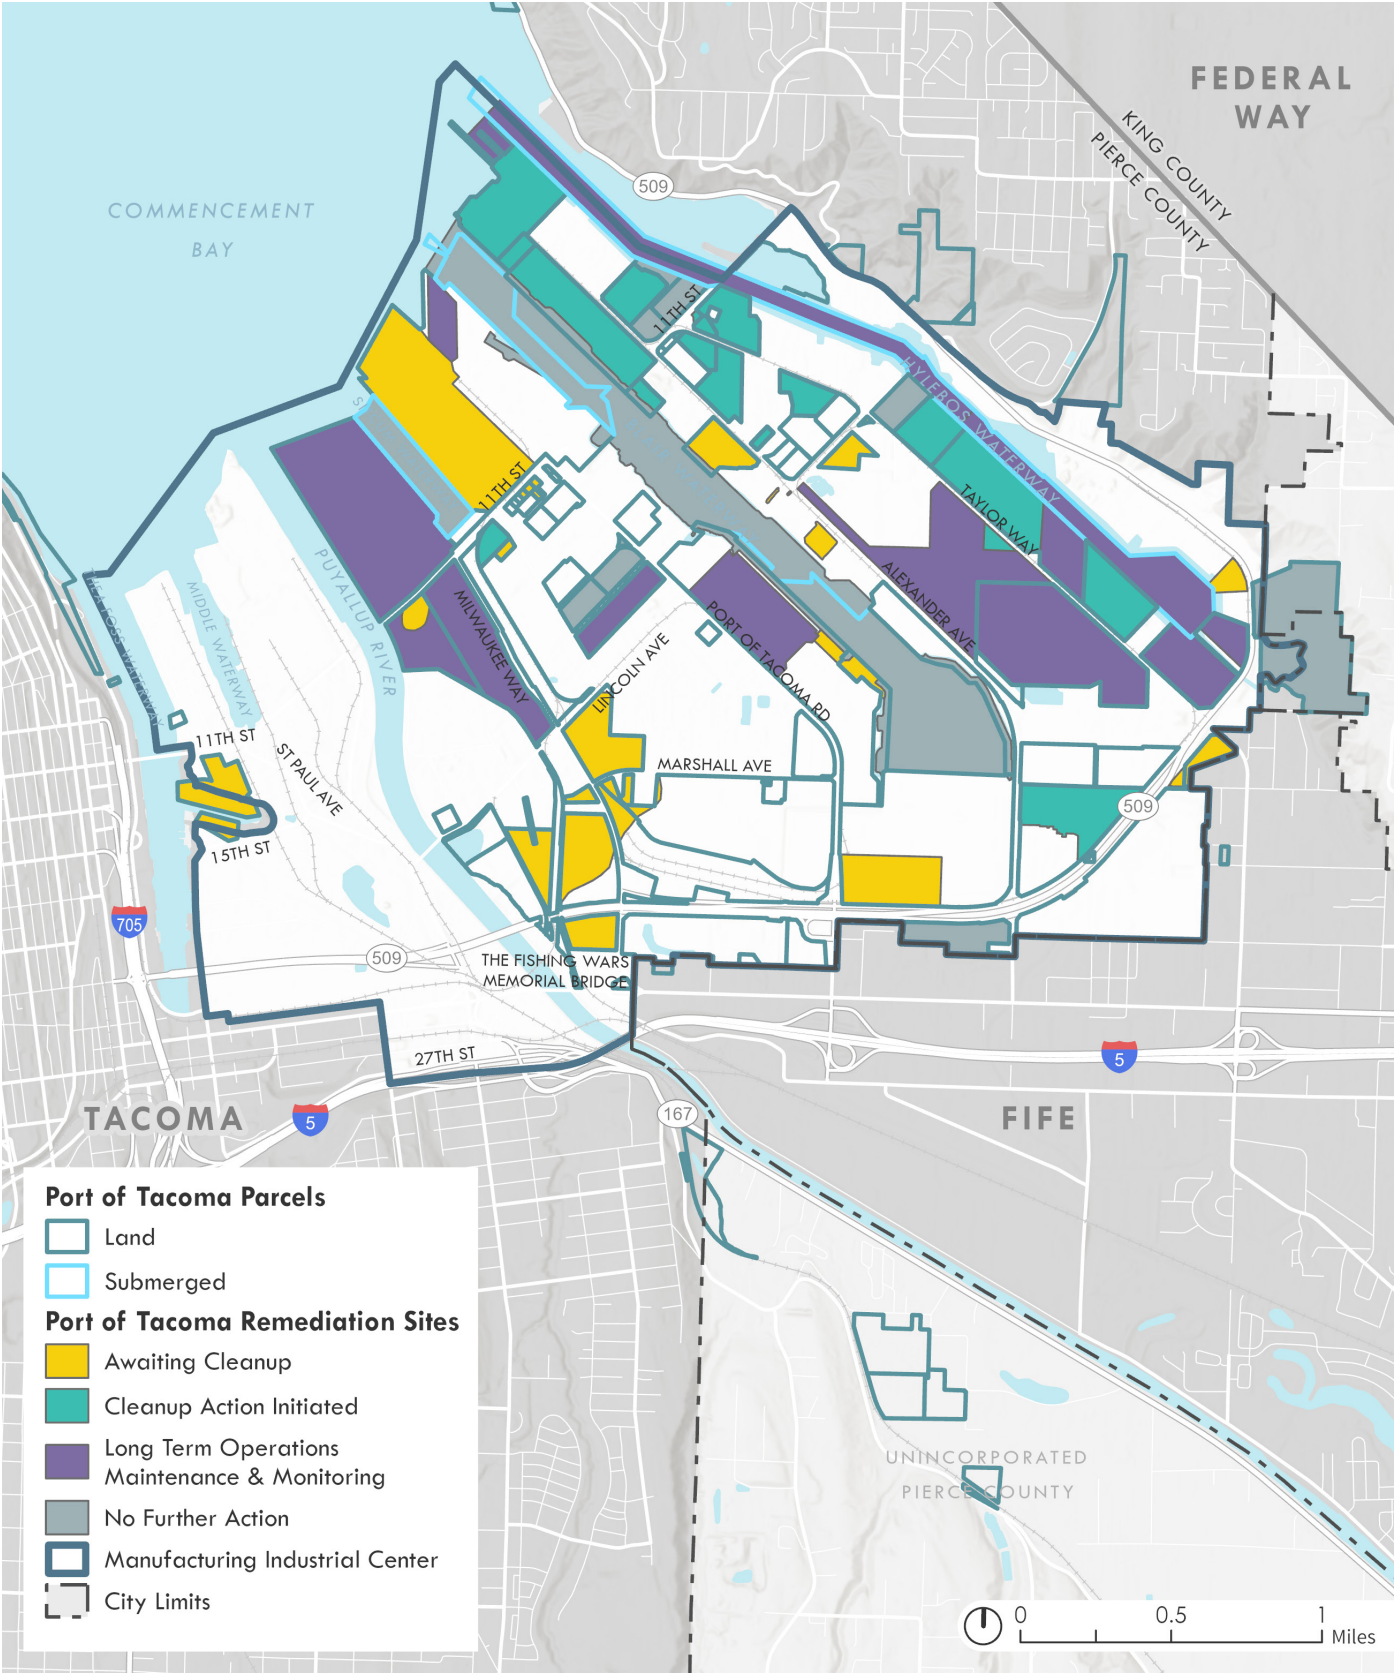 FEDERAL
WAY
KING COUNTY
PIERCE COUNTY
COMMENCEMENT
BAY
509
11TH ST
HYLEBOS WATERWAY
11TH ST
TAYLOR WAY
ALEXANDER AVE
PUYALLUP RIVER
MIDDLE WATERWAY
THEA FOSS WATERWAY
MILWAUKEE WAY
PORT OF TACOMA RD
LINCOLN AVE
11TH ST
ST PAUL AVE
MARSHALL AVE
509
15TH ST
705
509
THE FISHING WARS
MEMORIAL BRIDGE
27TH ST
5
TACOMA
5
167
FIFE
Port of Tacoma Parcels
Land
Submerged
Port of Tacoma Remediation Sites
Awaiting Cleanup
Cleanup Action Initiated
Long Term Operations
Maintenance & Monitoring
No Further Action
Manufacturing Industrial Center
City Limits
UNINCORPORATED
PIERCE COUNTY
0 0.5 1
Miles